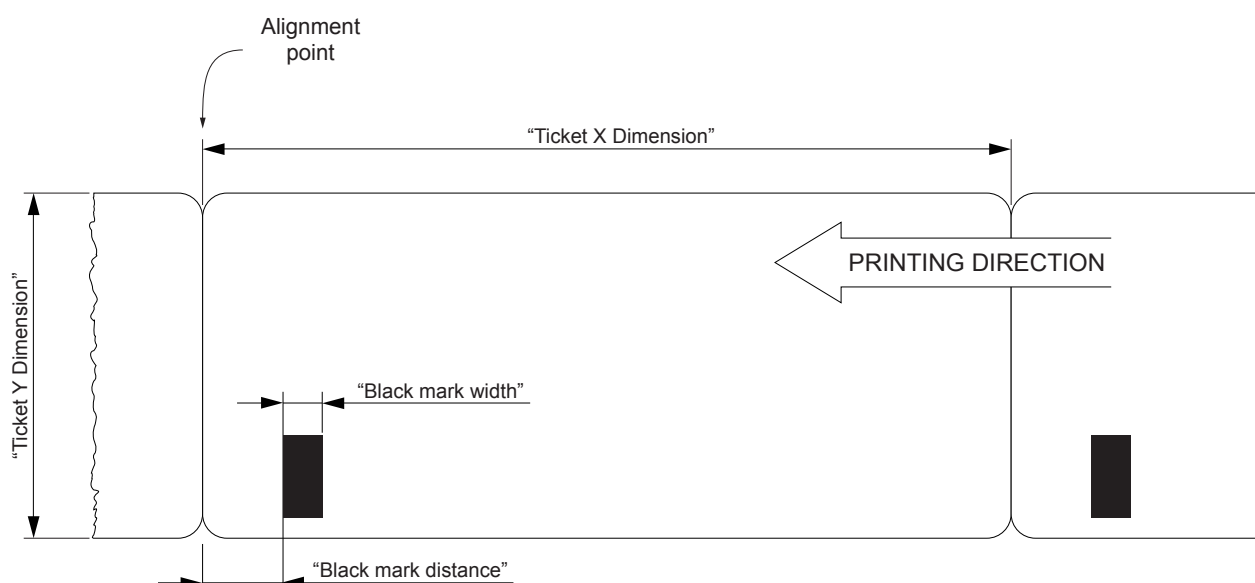 Alignment
point
“Ticket X Dimension”
PRINTING DIRECTION
“Ticket Y Dimension”
“Black mark width”
“Black mark distance”